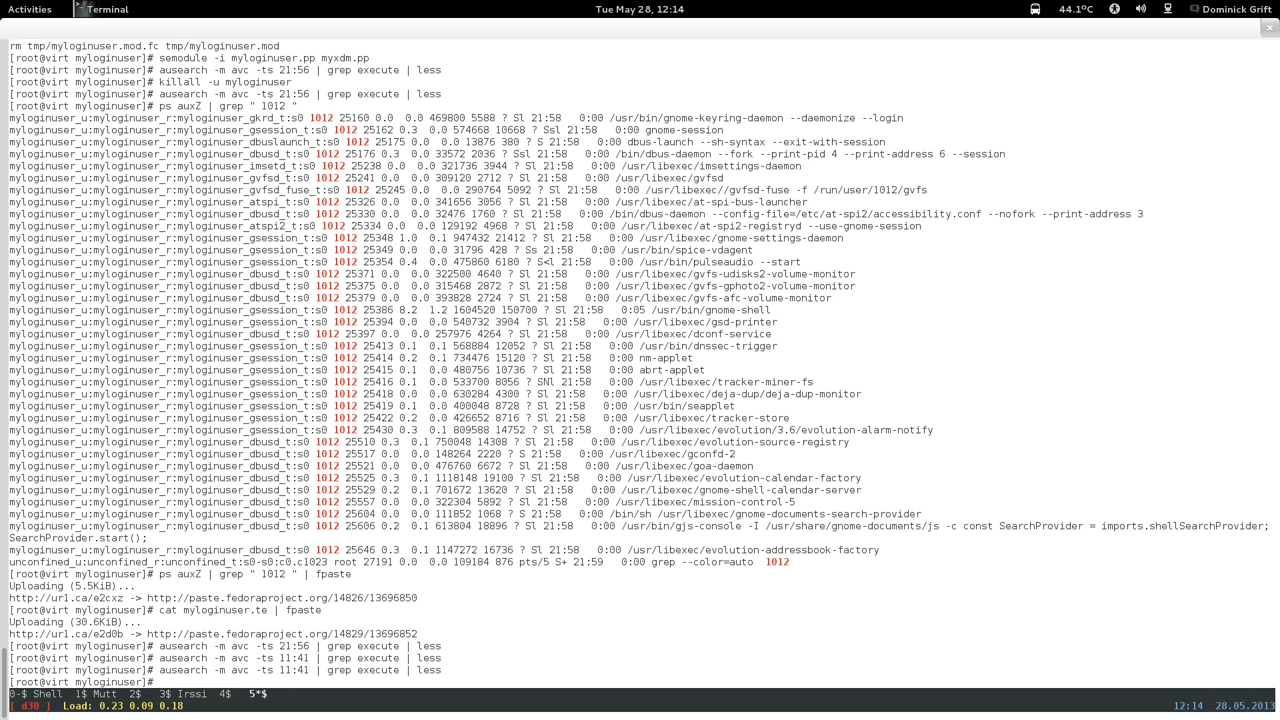 Activities Terminal Tue May 28, 12:14 44.1°C Dominick Grift
rm tmp/myloginuser.mod.fc tmp/myloginuser.mod
[root@virt myloginuser]# semodule -i myloginuser.pp myxdm.pp
[root@virt myloginuser]# ausearch -m avc -ts 21:56 | grep execute | less
[root@virt myloginuser]# killall -u myloginuser
[root@virt myloginuser]# ausearch -m avc -ts 21:56 | grep execute | less
[root@virt myloginuser]# ps auxZ | grep " 1012 "
myloginuser_u:myloginuser_r:myloginuser_gkrd_t:s0 1012 25160 0.0  0.0 469800 5588 ? Sl 21:58   0:00 /usr/bin/gnome-keyring-daemon --daemonize --login
myloginuser_u:myloginuser_r:myloginuser_gsession_t:s0 1012 25162 0.3  0.0 574668 10668 ? Ssl 21:58   0:00 gnome-session
myloginuser_u:myloginuser_r:myloginuser_dbuslaunch_t:s0 1012 25175 0.0  0.0 13876 380 ? S 21:58   0:00 dbus-launch --sh-syntax --exit-with-session
myloginuser_u:myloginuser_r:myloginuser_dbusd_t:s0 1012 25176 0.3  0.0 33572 2036 ? Ssl 21:58   0:00 /bin/dbus-daemon --fork --print-pid 4 --print-address 6 --session
myloginuser_u:myloginuser_r:myloginuser_imsetd_t:s0 1012 25238 0.0  0.0 321736 3944 ? Sl 21:58   0:00 /usr/libexec/imsettings-daemon
myloginuser_u:myloginuser_r:myloginuser_gvfsd_t:s0 1012 25241 0.0  0.0 309120 2712 ? Sl 21:58   0:00 /usr/libexec/gvfsd
myloginuser_u:myloginuser_r:myloginuser_gvfsd_fuse_t:s0 1012 25245 0.0  0.0 290764 5092 ? Sl 21:58   0:00 /usr/libexec//gvfsd-fuse -f /run/user/1012/gvfs
myloginuser_u:myloginuser_r:myloginuser_atspi_t:s0 1012 25326 0.0  0.0 341656 3056 ? Sl 21:58   0:00 /usr/libexec/at-spi-bus-launcher
myloginuser_u:myloginuser_r:myloginuser_dbusd_t:s0 1012 25330 0.0  0.0 32476 1760 ? Sl 21:58   0:00 /bin/dbus-daemon --config-file=/etc/at-spi2/accessibility.conf --nofork --print-address 3
myloginuser_u:myloginuser_r:myloginuser_atspi2_t:s0 1012 25334 0.0  0.0 129192 4968 ? Sl 21:58   0:00 /usr/libexec/at-spi2-registryd --use-gnome-session
myloginuser_u:myloginuser_r:myloginuser_gsession_t:s0 1012 25348 1.0  0.1 947432 21412 ? Sl 21:58   0:00 /usr/libexec/gnome-settings-daemon
myloginuser_u:myloginuser_r:myloginuser_gsession_t:s0 1012 25349 0.0  0.0 31796 428 ? Ss 21:58   0:00 /usr/bin/spice-vdagent
myloginuser_u:myloginuser_r:myloginuser_gsession_t:s0 1012 25354 0.4  0.0 475860 6180 ? S<l 21:58   0:00 /usr/bin/pulseaudio --start
myloginuser_u:myloginuser_r:myloginuser_dbusd_t:s0 1012 25371 0.0  0.0 322500 4640 ? Sl 21:58   0:00 /usr/libexec/gvfs-udisks2-volume-monitor
myloginuser_u:myloginuser_r:myloginuser_dbusd_t:s0 1012 25375 0.0  0.0 315468 2872 ? Sl 21:58   0:00 /usr/libexec/gvfs-gphoto2-volume-monitor
myloginuser_u:myloginuser_r:myloginuser_dbusd_t:s0 1012 25379 0.0  0.0 393828 2724 ? Sl 21:58   0:00 /usr/libexec/gvfs-afc-volume-monitor
myloginuser_u:myloginuser_r:myloginuser_gsession_t:s0 1012 25386 8.2  1.2 1604520 150700 ? Sl 21:58   0:05 /usr/bin/gnome-shell
myloginuser_u:myloginuser_r:myloginuser_gsession_t:s0 1012 25394 0.0  0.0 540732 3904 ? Sl 21:58   0:00 /usr/libexec/gsd-printer
myloginuser_u:myloginuser_r:myloginuser_dbusd_t:s0 1012 25397 0.0  0.0 257976 4264 ? Sl 21:58   0:00 /usr/libexec/dconf-service
myloginuser_u:myloginuser_r:myloginuser_gsession_t:s0 1012 25413 0.1  0.1 568884 12052 ? Sl 21:58   0:00 /usr/bin/dnssec-trigger
myloginuser_u:myloginuser_r:myloginuser_gsession_t:s0 1012 25414 0.2  0.1 734476 15120 ? Sl 21:58   0:00 nm-applet
myloginuser_u:myloginuser_r:myloginuser_gsession_t:s0 1012 25415 0.1  0.0 480756 10736 ? Sl 21:58   0:00 abrt-applet
myloginuser_u:myloginuser_r:myloginuser_gsession_t:s0 1012 25416 0.1  0.0 533700 8056 ? SNl 21:58   0:00 /usr/libexec/tracker-miner-fs
myloginuser_u:myloginuser_r:myloginuser_gsession_t:s0 1012 25418 0.0  0.0 630284 4300 ? Sl 21:58   0:00 /usr/libexec/deja-dup/deja-dup-monitor
myloginuser_u:myloginuser_r:myloginuser_gsession_t:s0 1012 25419 0.1  0.0 400048 8728 ? Sl 21:58   0:00 /usr/bin/seapplet
myloginuser_u:myloginuser_r:myloginuser_gsession_t:s0 1012 25422 0.2  0.0 426652 8716 ? Sl 21:58   0:00 /usr/libexec/tracker-store
myloginuser_u:myloginuser_r:myloginuser_gsession_t:s0 1012 25430 0.3  0.1 809588 14752 ? Sl 21:58   0:00 /usr/libexec/evolution/3.6/evolution-alarm-notify
myloginuser_u:myloginuser_r:myloginuser_dbusd_t:s0 1012 25510 0.3  0.1 750048 14308 ? Sl 21:58   0:00 /usr/libexec/evolution-source-registry
myloginuser_u:myloginuser_r:myloginuser_dbusd_t:s0 1012 25517 0.0  0.0 148264 2220 ? S 21:58   0:00 /usr/libexec/gconfd-2
myloginuser_u:myloginuser_r:myloginuser_dbusd_t:s0 1012 25521 0.0  0.0 476760 6672 ? Sl 21:58   0:00 /usr/libexec/goa-daemon
myloginuser_u:myloginuser_r:myloginuser_dbusd_t:s0 1012 25525 0.3  0.1 1118148 19100 ? Sl 21:58   0:00 /usr/libexec/evolution-calendar-factory
myloginuser_u:myloginuser_r:myloginuser_dbusd_t:s0 1012 25529 0.2  0.1 701672 13620 ? Sl 21:58   0:00 /usr/libexec/gnome-shell-calendar-server
myloginuser_u:myloginuser_r:myloginuser_dbusd_t:s0 1012 25557 0.0  0.0 322304 5892 ? Sl 21:58   0:00 /usr/libexec/mission-control-5
myloginuser_u:myloginuser_r:myloginuser_dbusd_t:s0 1012 25604 0.0  0.0 111852 1068 ? S 21:58   0:00 /bin/sh /usr/libexec/gnome-documents-search-provider
myloginuser_u:myloginuser_r:myloginuser_dbusd_t:s0 1012 25606 0.2  0.1 613804 18896 ? Sl 21:58   0:00 /usr/bin/gjs-console -I /usr/share/gnome-documents/js -c const SearchProvider = imports.shellSearchProvider;
SearchProvider.start();
myloginuser_u:myloginuser_r:myloginuser_dbusd_t:s0 1012 25646 0.3  0.1 1147272 16736 ? Sl 21:58   0:00 /usr/libexec/evolution-addressbook-factory
unconfined_u:unconfined_r:unconfined_t:s0-s0:c0.c1023 root 27191 0.0  0.0 109184 876 pts/5 S+ 21:59   0:00 grep --color=auto  1012
[root@virt myloginuser]# ps auxZ | grep " 1012 " | fpaste
Uploading (5.5KiB)...
http://ur1.ca/e2cxz -> http://paste.fedoraproject.org/14826/13696850
[root@virt myloginuser]# cat myloginuser.te | fpaste
Uploading (30.6KiB)...
http://ur1.ca/e2d0b -> http://paste.fedoraproject.org/14829/13696852
[root@virt myloginuser]# ausearch -m avc -ts 21:56 | grep execute | less
[root@virt myloginuser]# ausearch -m avc -ts 11:41 | grep execute | less
[root@virt myloginuser]# ausearch -m avc -ts 11:41 | grep execute | less
[root@virt myloginuser]#
0-$ Shell  1$ Mutt  2$   3$ Irssi  4$   5*$
[ d30 ]  Load: 0.23 0.09 0.18 12:14  28.05.2013